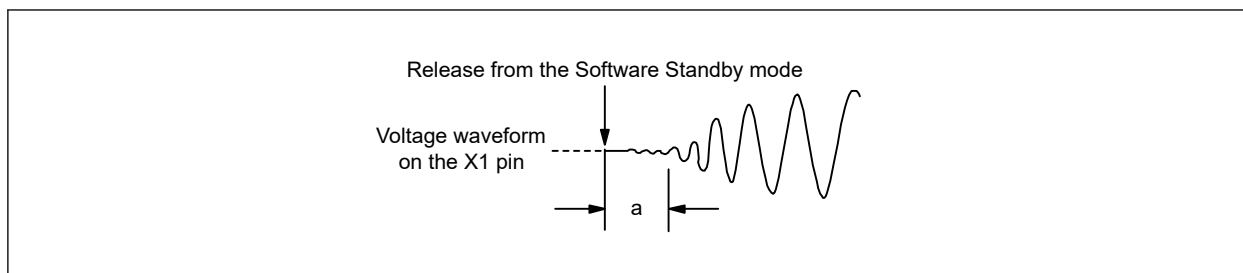 Release from the Software Standby mode
Voltage waveform
on the X1 pin
a